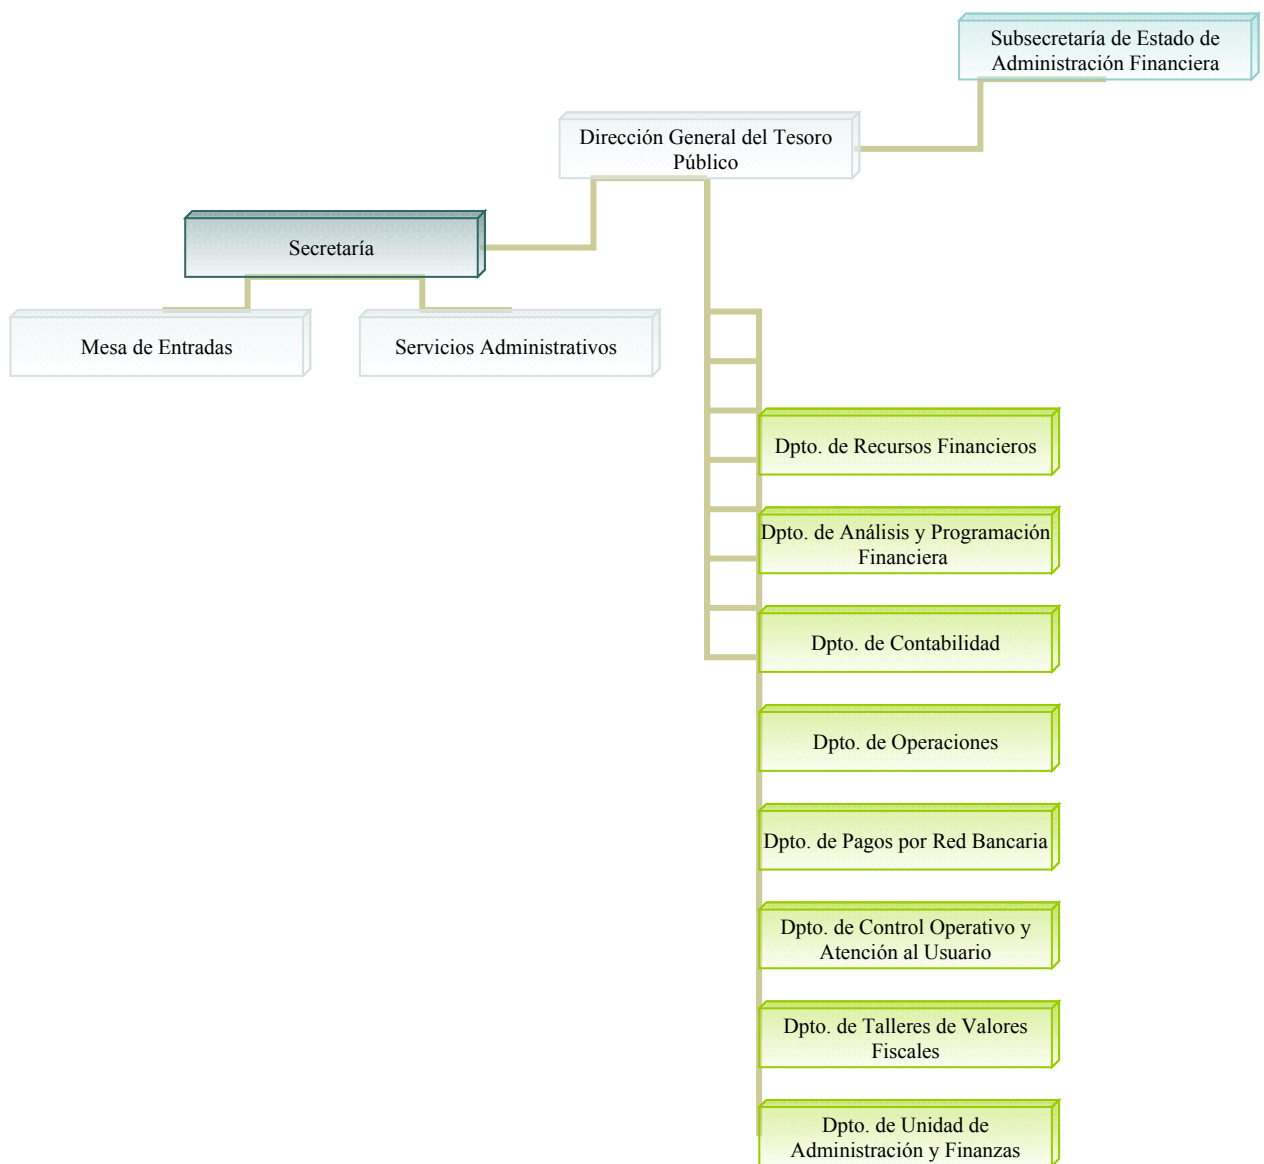 Subsecretaría de Estado de
Administración Financiera
Dirección General del Tesoro
Público
Secretaría
Mesa de Entradas
Servicios Administrativos
Dpto. de Recursos Financieros
Dpto. de Análisis y Programación
Financiera
Dpto. de Contabilidad
Dpto. de Operaciones
Dpto. de Pagos por Red Bancaria
Dpto. de Control Operativo y
Atención al Usuario
Dpto. de Talleres de Valores
Fiscales
Dpto. de Unidad de
Administración y Finanzas